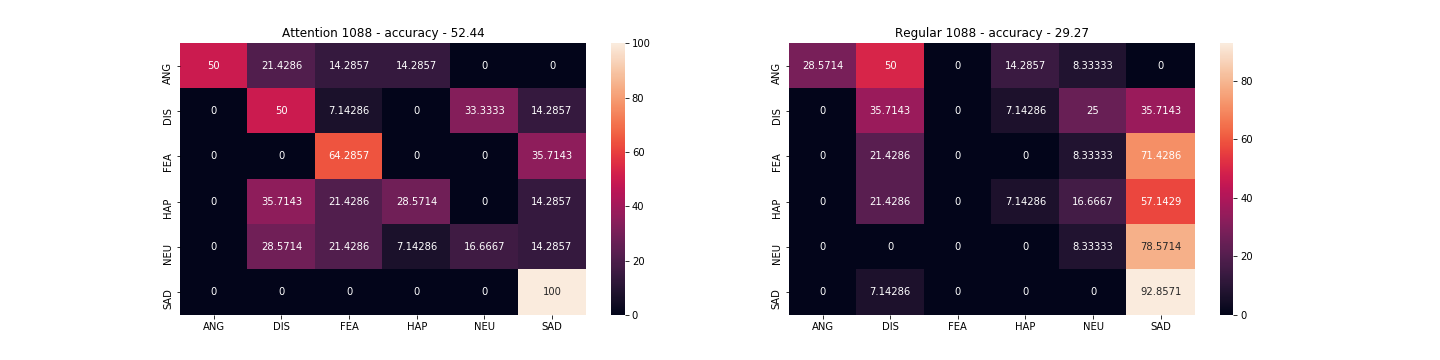 Attention 1088 - accuracy - 52.44
ANG 50 21.4286 14.2857 14.2857 0 0
DIS 0 50 7.14286 0 33.3333 14.2857
FEA 0 0 64.2857 0 0 35.7143
HAP 0 35.7143 21.4286 28.5714 0 14.2857
NEU 0 28.5714 21.4286 7.14286 16.6667 14.2857
SAD 0 0 0 0 0 100
ANG DIS FEA HAP NEU SAD
100
80
60
40
20
0
Regular 1088 - accuracy - 29.27
ANG 28.5714 50 0 14.2857 8.33333 0
DIS 0 35.7143 0 7.14286 25 35.7143
FEA 0 21.4286 0 0 8.33333 71.4286
HAP 0 21.4286 0 7.14286 16.6667 57.1429
NEU 0 0 0 0 8.33333 78.5714
SAD 0 7.14286 0 0 0 92.8571
ANG DIS FEA HAP NEU SAD
80
60
40
20
0